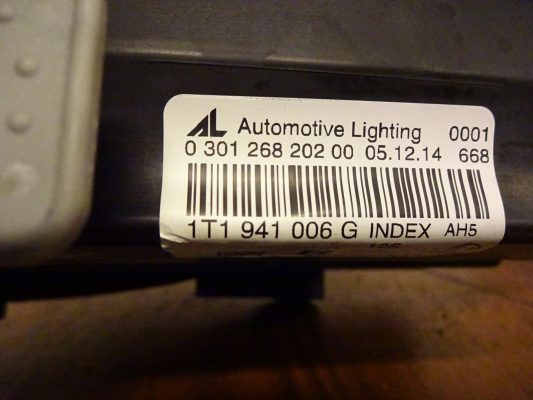 AL Automotive Lighting 0001
0 301 268 202 00 05.12.14 668
1T1 941 006 G INDEX AH5